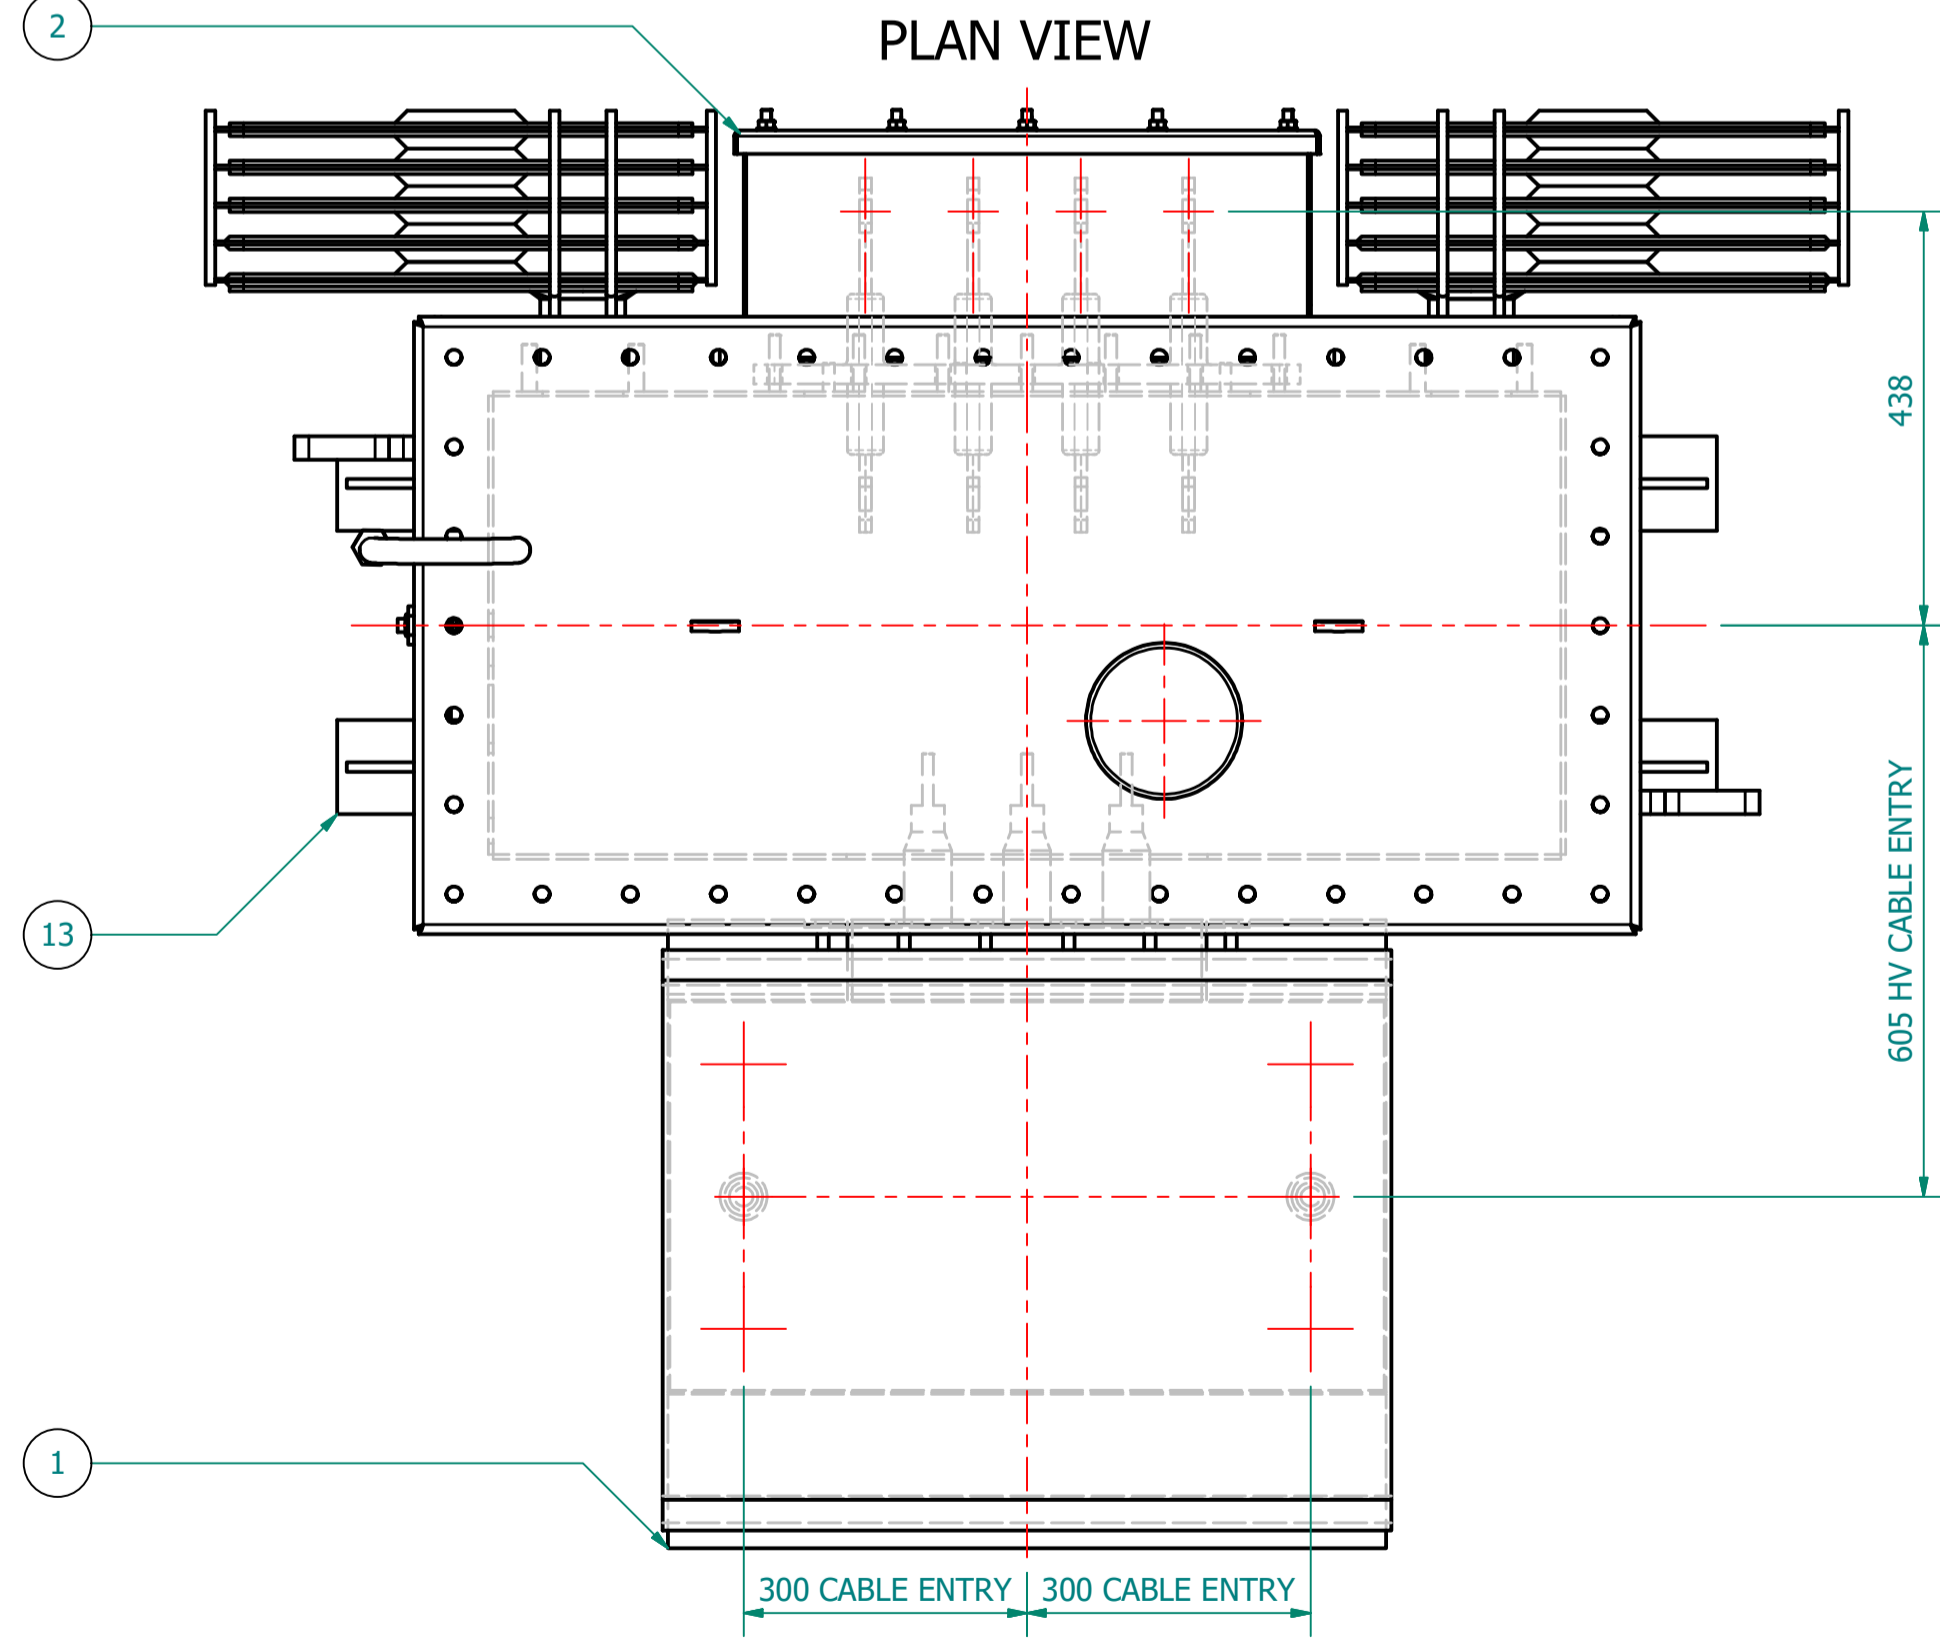 2
PLAN VIEW
438
13
605 HV CABLE ENTRY
1
300 CABLE ENTRY
300 CABLE ENTRY